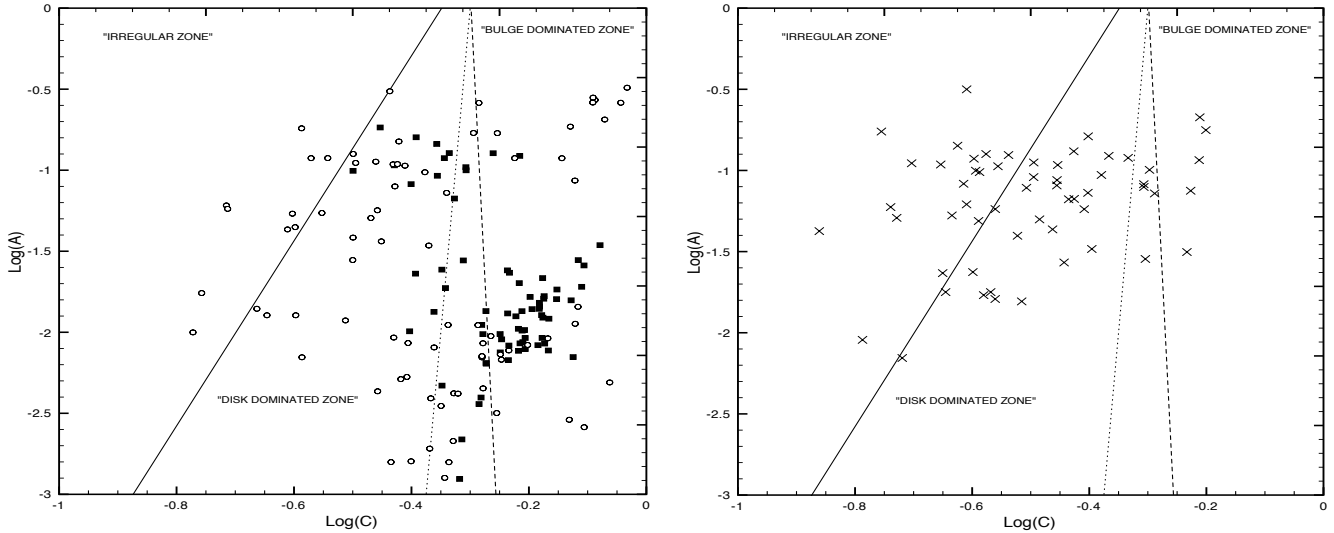 "IRREGULAR ZONE"
"BULGE DOMINATED ZONE"
"DISK DOMINATED ZONE"
Log(A)
0
-0.5
-1
-1.5
-2
-2.5
-3
-1
-0.8
-0.6
-0.4
-0.2
0
Log(C)
"IRREGULAR ZONE"
"BULGE DOMINATED ZONE"
"DISK DOMINATED ZONE"
Log(A)
0
-0.5
-1
-1.5
-2
-2.5
-3
-1
-0.8
-0.6
-0.4
-0.2
0
Log(C)